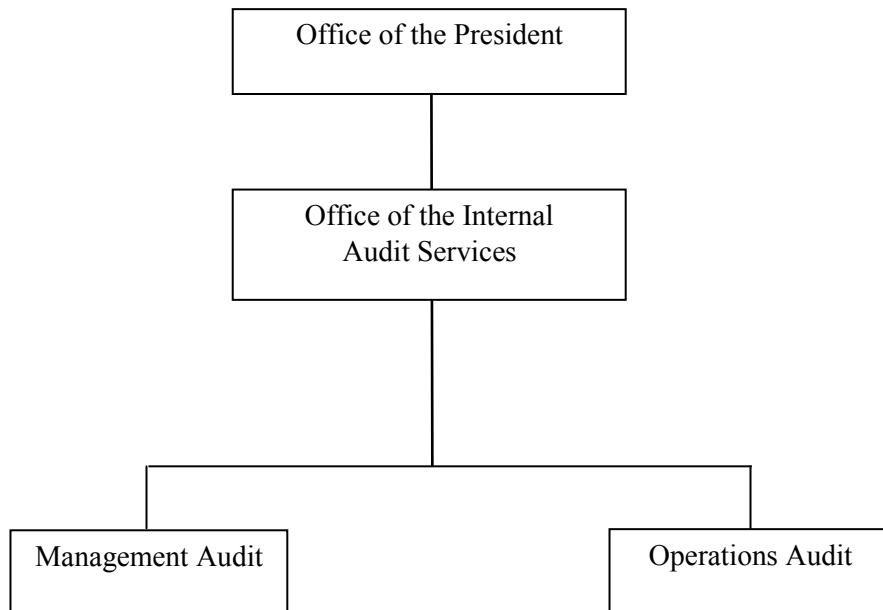 Office of the President
Office of the Internal
Audit Services
Management Audit
Operations Audit